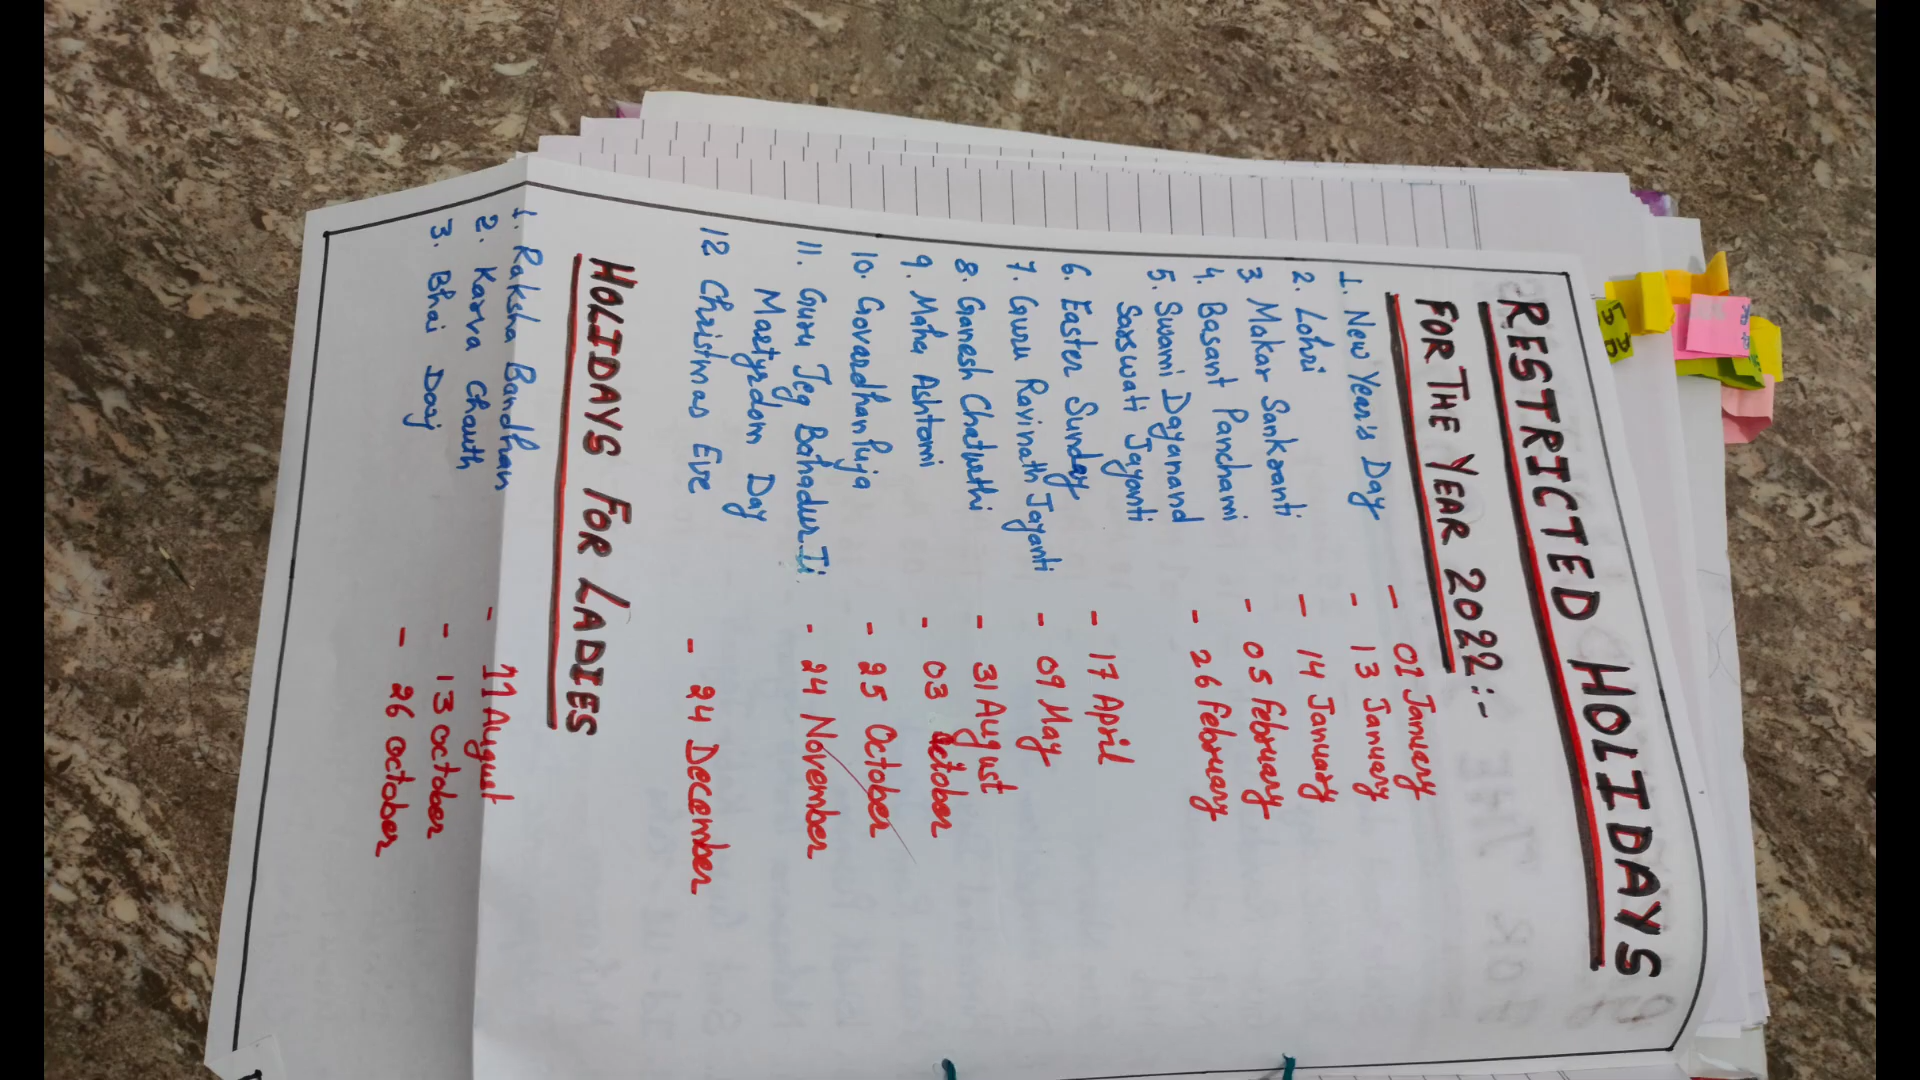 RESTRICTED HOLIDAYS
FOR THE YEAR 2022:-
1. New Year's Day - 01 January
2. Lohri - 13 January
3. Makar Sankranti - 14 January
4. Basant Panchami - 05 February
5. Swami Dayanand - 26 February
Sarswati Jayanti
6. Easter Sunday - 17 April
7. Guru Ravinath Jayanti - 09 May
8. Ganesh Chaturthi - 31 August
9. Maha Ashtami - 03 October
10. Govardhan Puja - 25 October
11. Guru Teg Bahadur Ji - 24 November
Martyrdom Day
12 Christmas Eve - 24 December
HOLIDAYS FOR LADIES
1. Raksha Bandhan - 11 August
2. Karva Chauth - 13 October
3. Bhai Dooj - 26 October